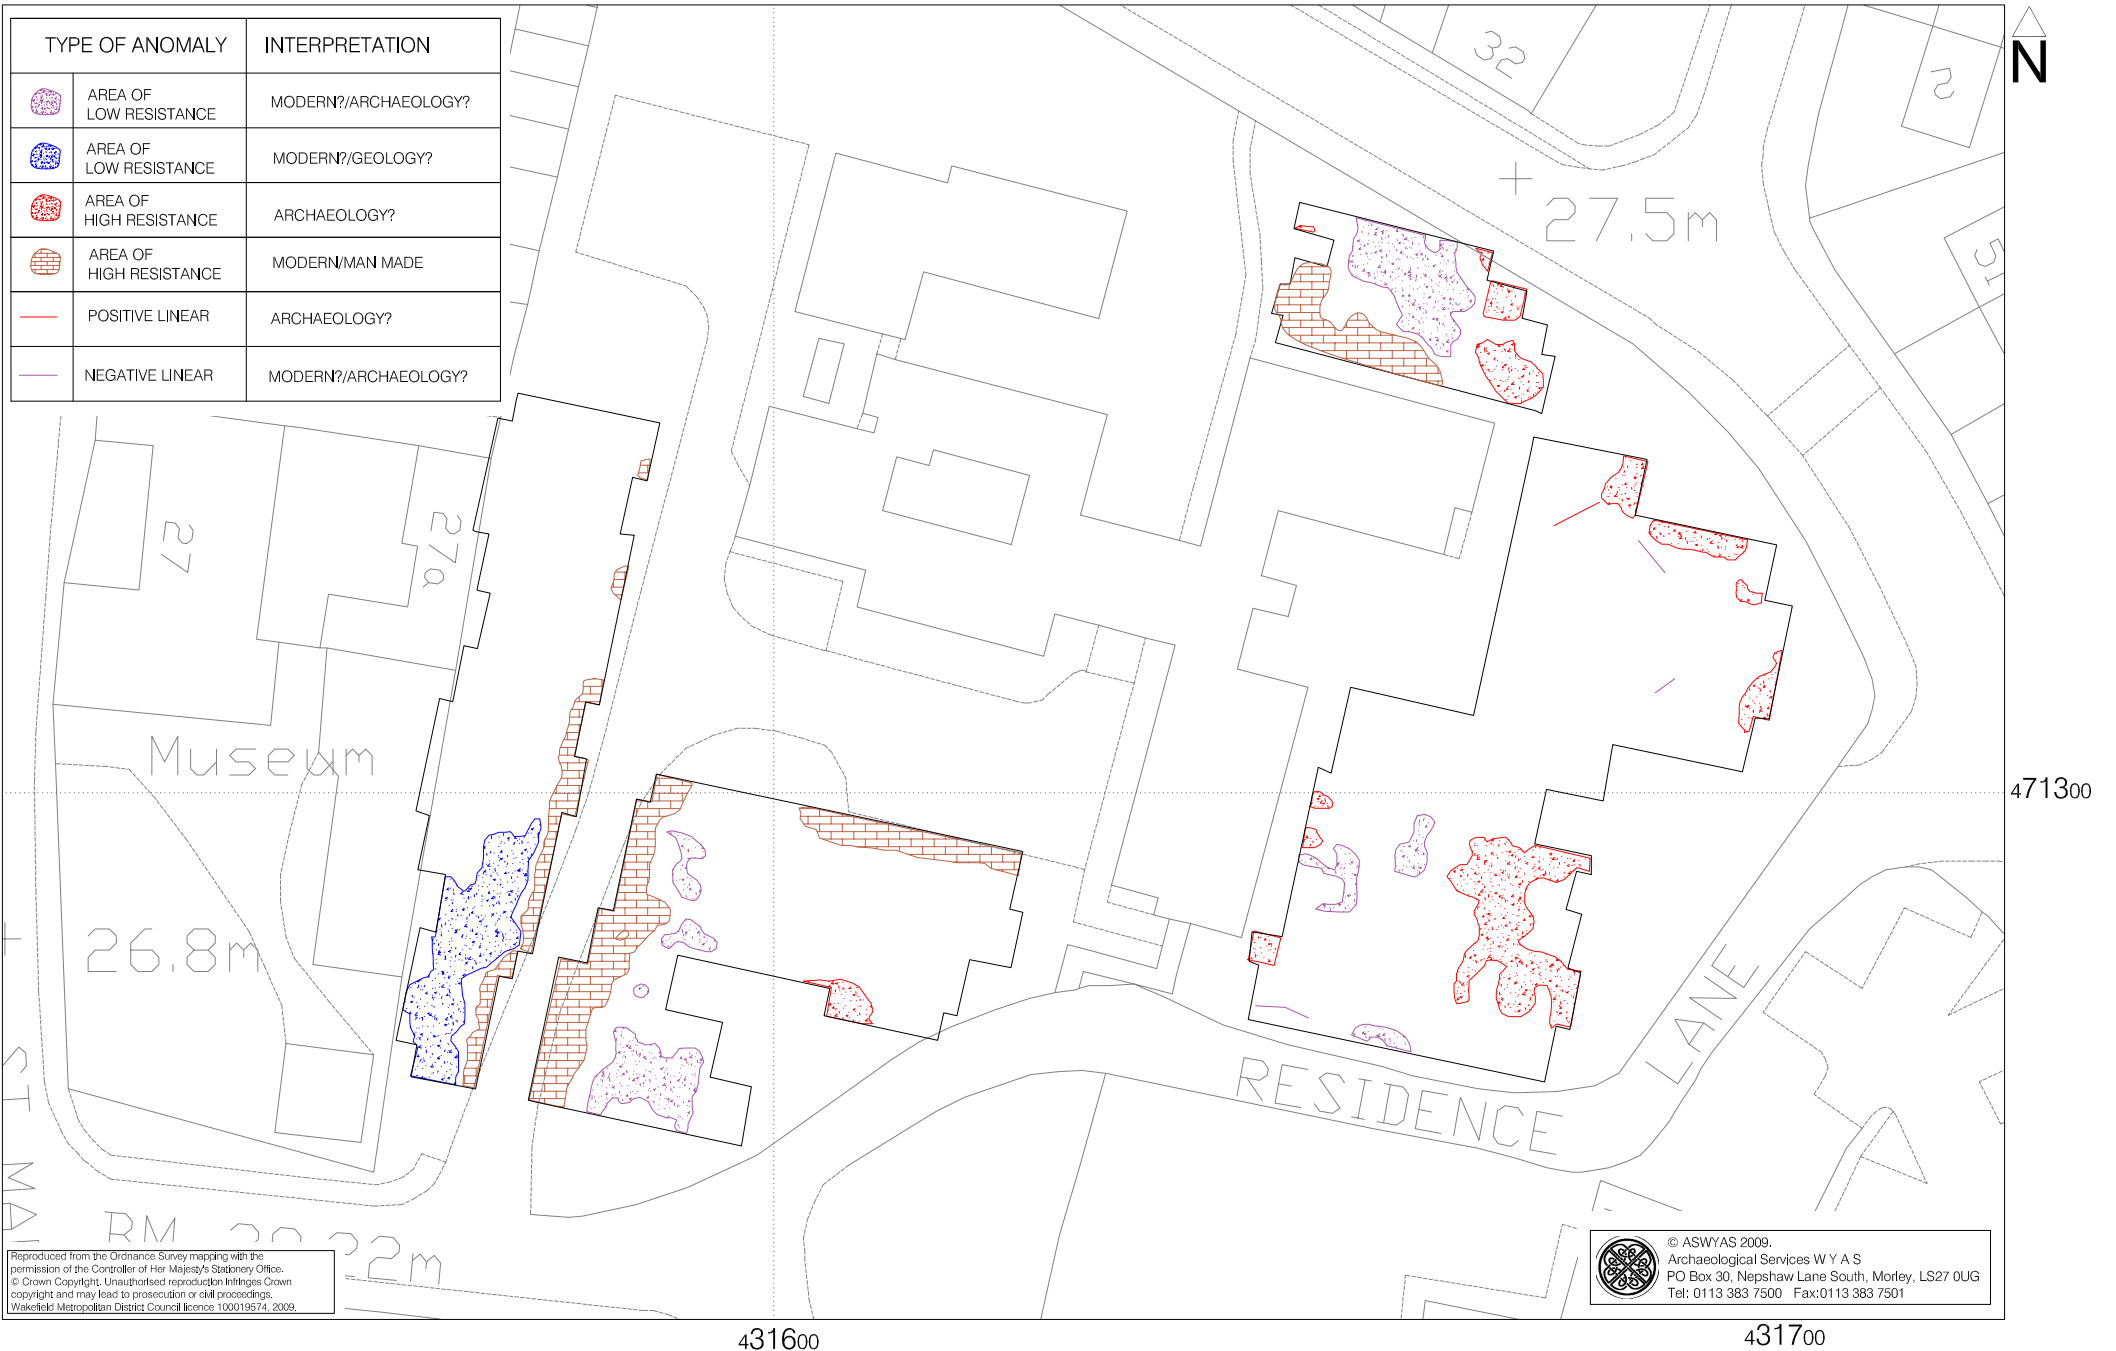 TYPE OF ANOMALY
INTERPRETATION
AREA OF
LOW RESISTANCE
MODERN?/ARCHAEOLOGY?
AREA OF
LOW RESISTANCE
MODERN?/GEOLOGY?
AREA OF
HIGH RESISTANCE
ARCHAEOLOGY?
AREA OF
HIGH RESISTANCE
MODERN/MAN MADE
POSITIVE LINEAR
ARCHAEOLOGY?
NEGATIVE LINEAR
MODERN?/ARCHAEOLOGY?
N
32
27.5m
27
27a
Museum
26.8m
471300
RESIDENCE
LANE
BM
22m
Reproduced from the Ordnance Survey mapping with the
permission of the Controller of Her Majesty's Stationery Office.
© Crown Copyright. Unauthorised reproduction infringes Crown
copyright and may lead to prosecution or civil proceedings.
Wakefield Metropolitan District Council licence 100019574, 2009.
© ASWYAS 2009.
Archaeological Services W Y A S
PO Box 30, Nepshaw Lane South, Morley, LS27 0UG
Tel: 0113 383 7500 Fax:0113 383 7501
431600
431700